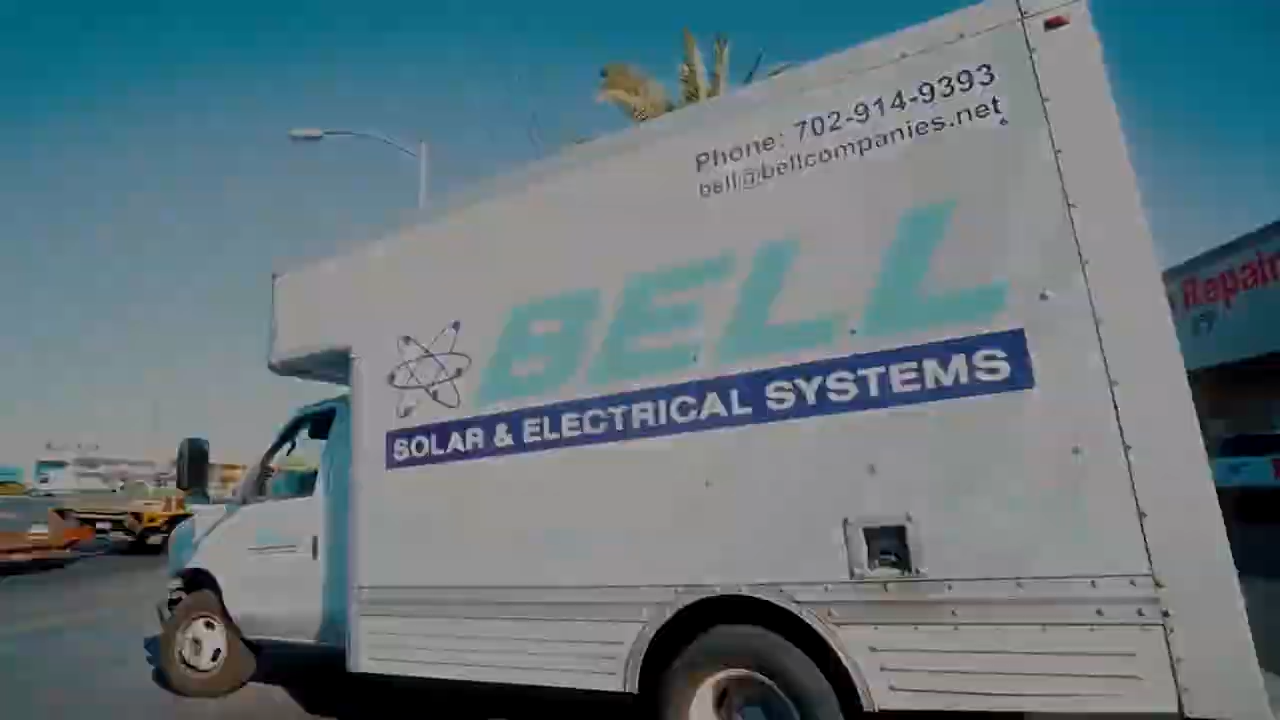 Phone: 702-914-9393
bell@bellcompanies.net
BELL
SOLAR & ELECTRICAL SYSTEMS
Repair